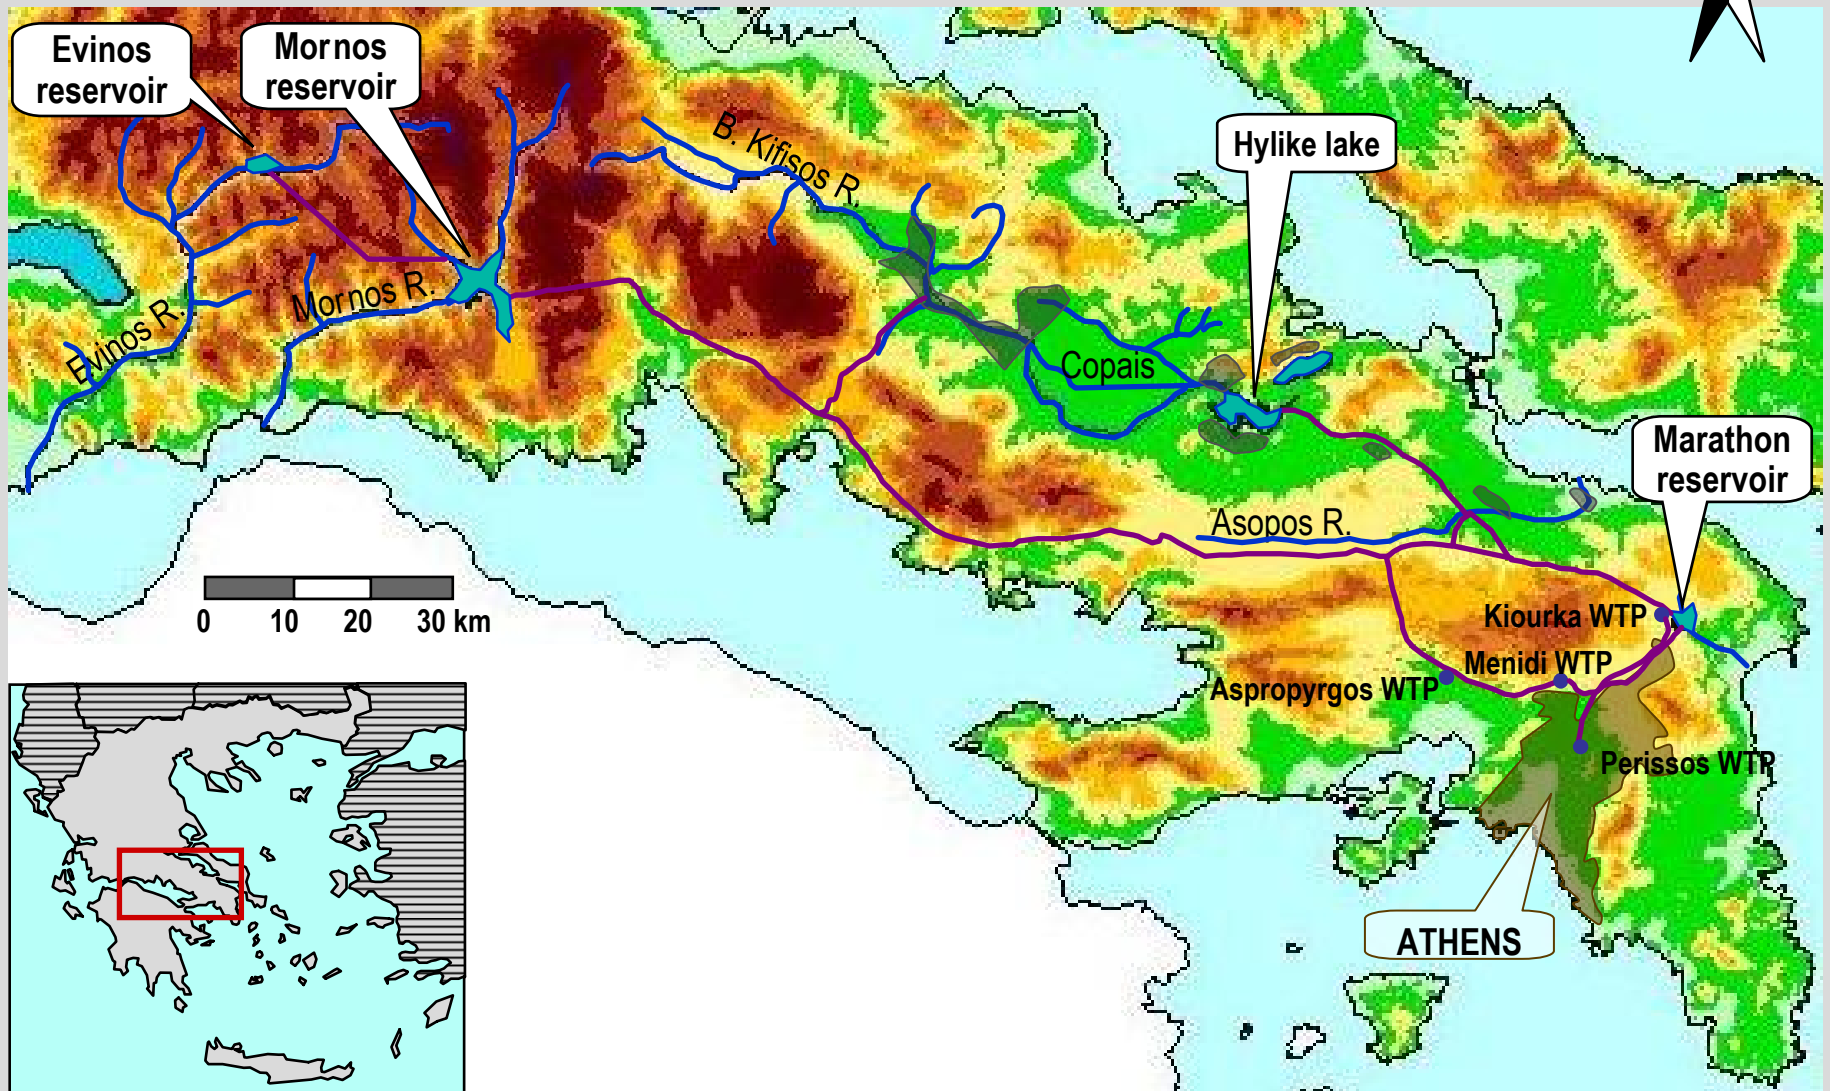 Evinos
reservoir
Mornos
reservoir
B. Kifisos R.
Hylike lake
Mornos R.
Evinos R.
Copais
Marathon
reservoir
Asopos R.
0 10 20 30 km
Kiourka WTP
Menidi WTP
Aspropyrgos WTP
Perissos WTP
ATHENS